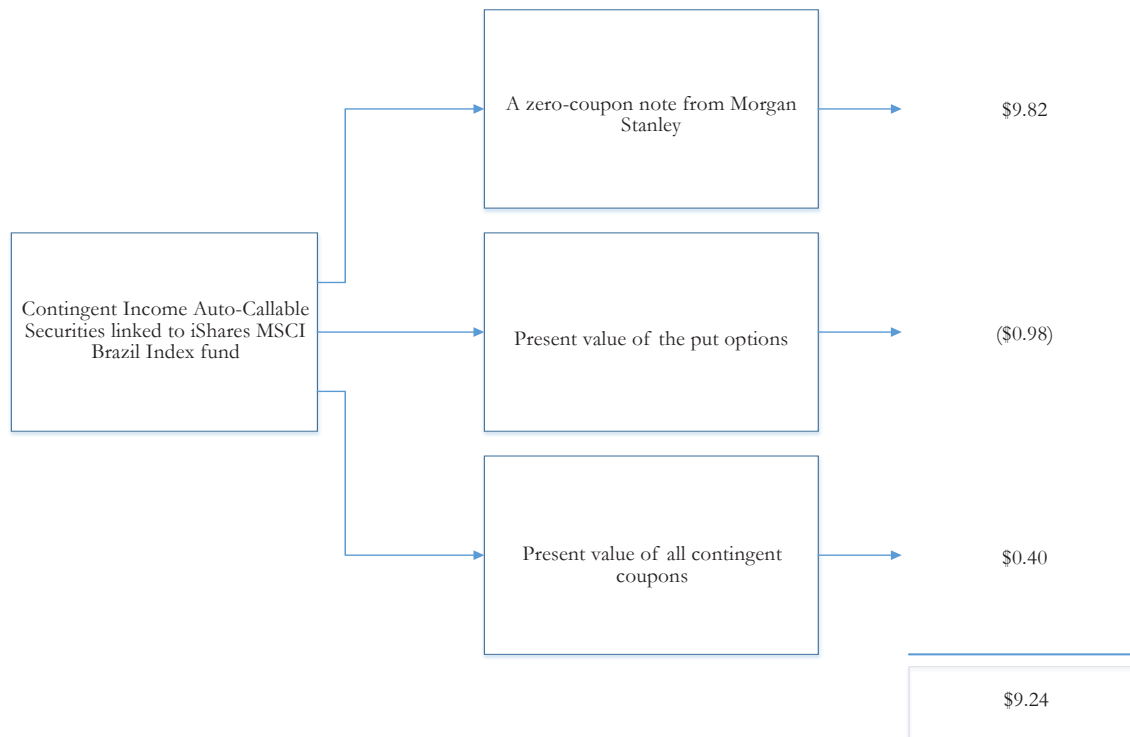 A zero-coupon note from Morgan
Stanley
$9.82
Contingent Income Auto-Callable
Securities linked to iShares MSCI
Brazil Index fund
Present value of the put options
($0.98)
Present value of all contingent
coupons
$0.40
$9.24